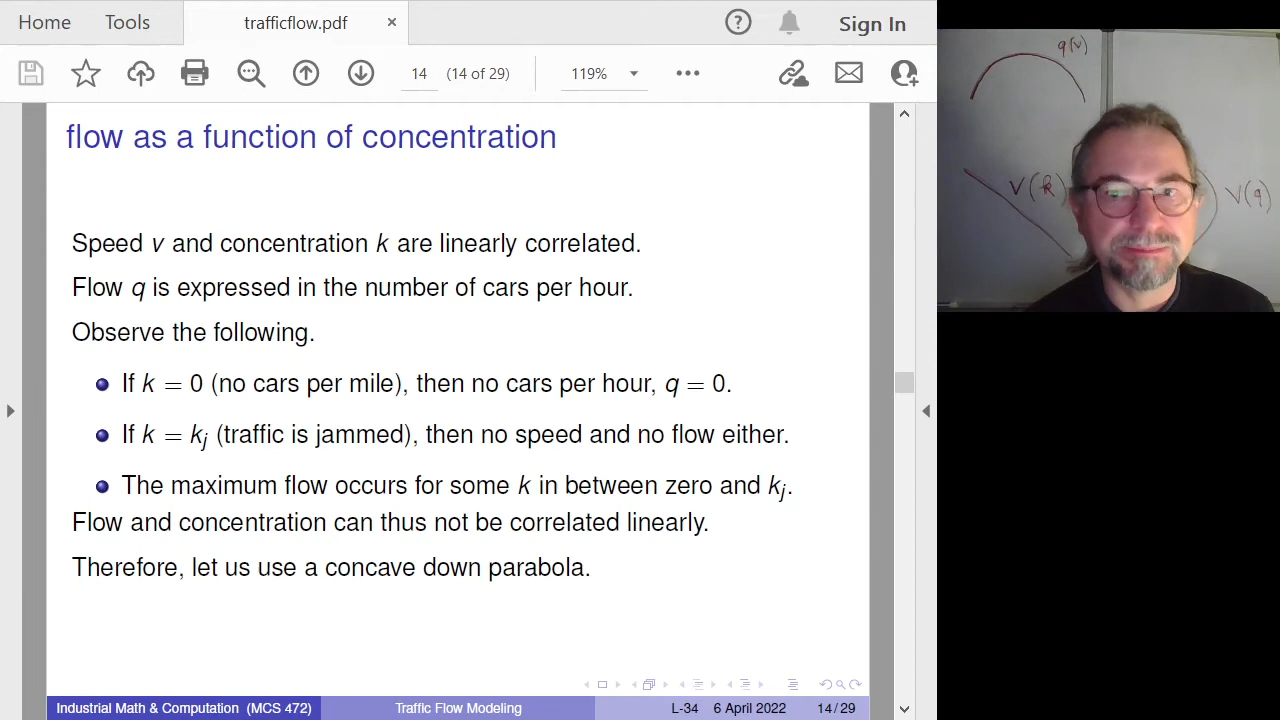 Home Tools trafficflow.pdf × Sign In
14 (14 of 29) 119%
flow as a function of concentration
Speed v and concentration k are linearly correlated.
Flow q is expressed in the number of cars per hour.
Observe the following.
If k = 0 (no cars per mile), then no cars per hour, q = 0.
If k = kj (traffic is jammed), then no speed and no flow either.
The maximum flow occurs for some k in between zero and kj.
Flow and concentration can thus not be correlated linearly.
Therefore, let us use a concave down parabola.
Industrial Math & Computation (MCS 472) Traffic Flow Modeling L-34 6 April 2022 14/29
q(v)
v(k)
v(q)